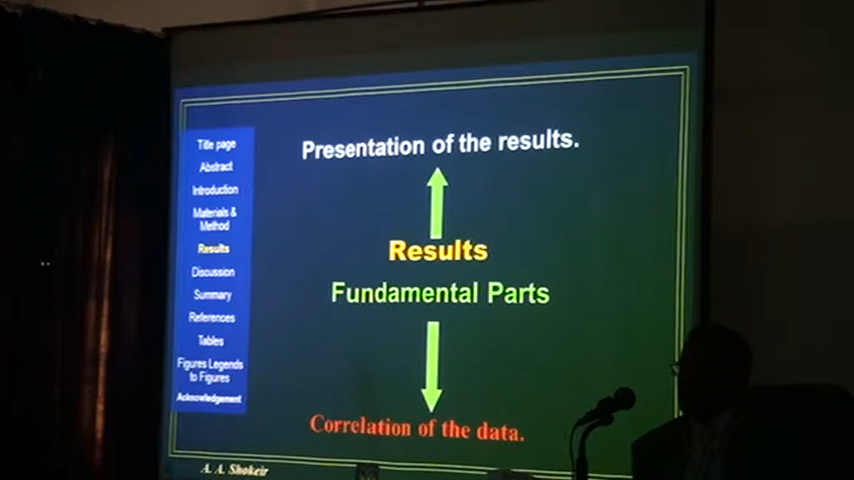 Title page
Abstract
Introduction
Materials &
Method
Results
Discussion
Summary
References
Tables
Figures Legends
to Figures
Acknowledgement
Presentation of the results.
Results
Fundamental Parts
Correlation of the data.
A. A. Shokeir